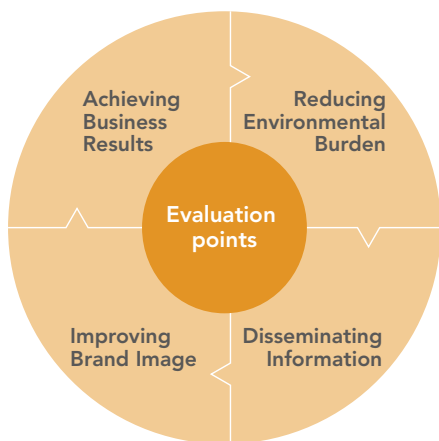 Achieving
Business
Results
Reducing
Environmental
Burden
Evaluation
points
Improving
Brand Image
Disseminating
Information